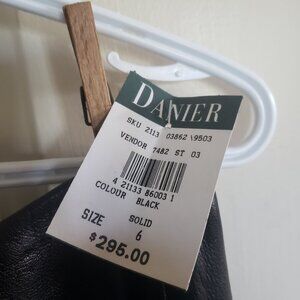 DANIER
SKU 2113 03862 19503
VENDOR 7482 ST 03
4 21133 86003 1
COLOUR BLACK
SOLID
SIZE 6
$295.00